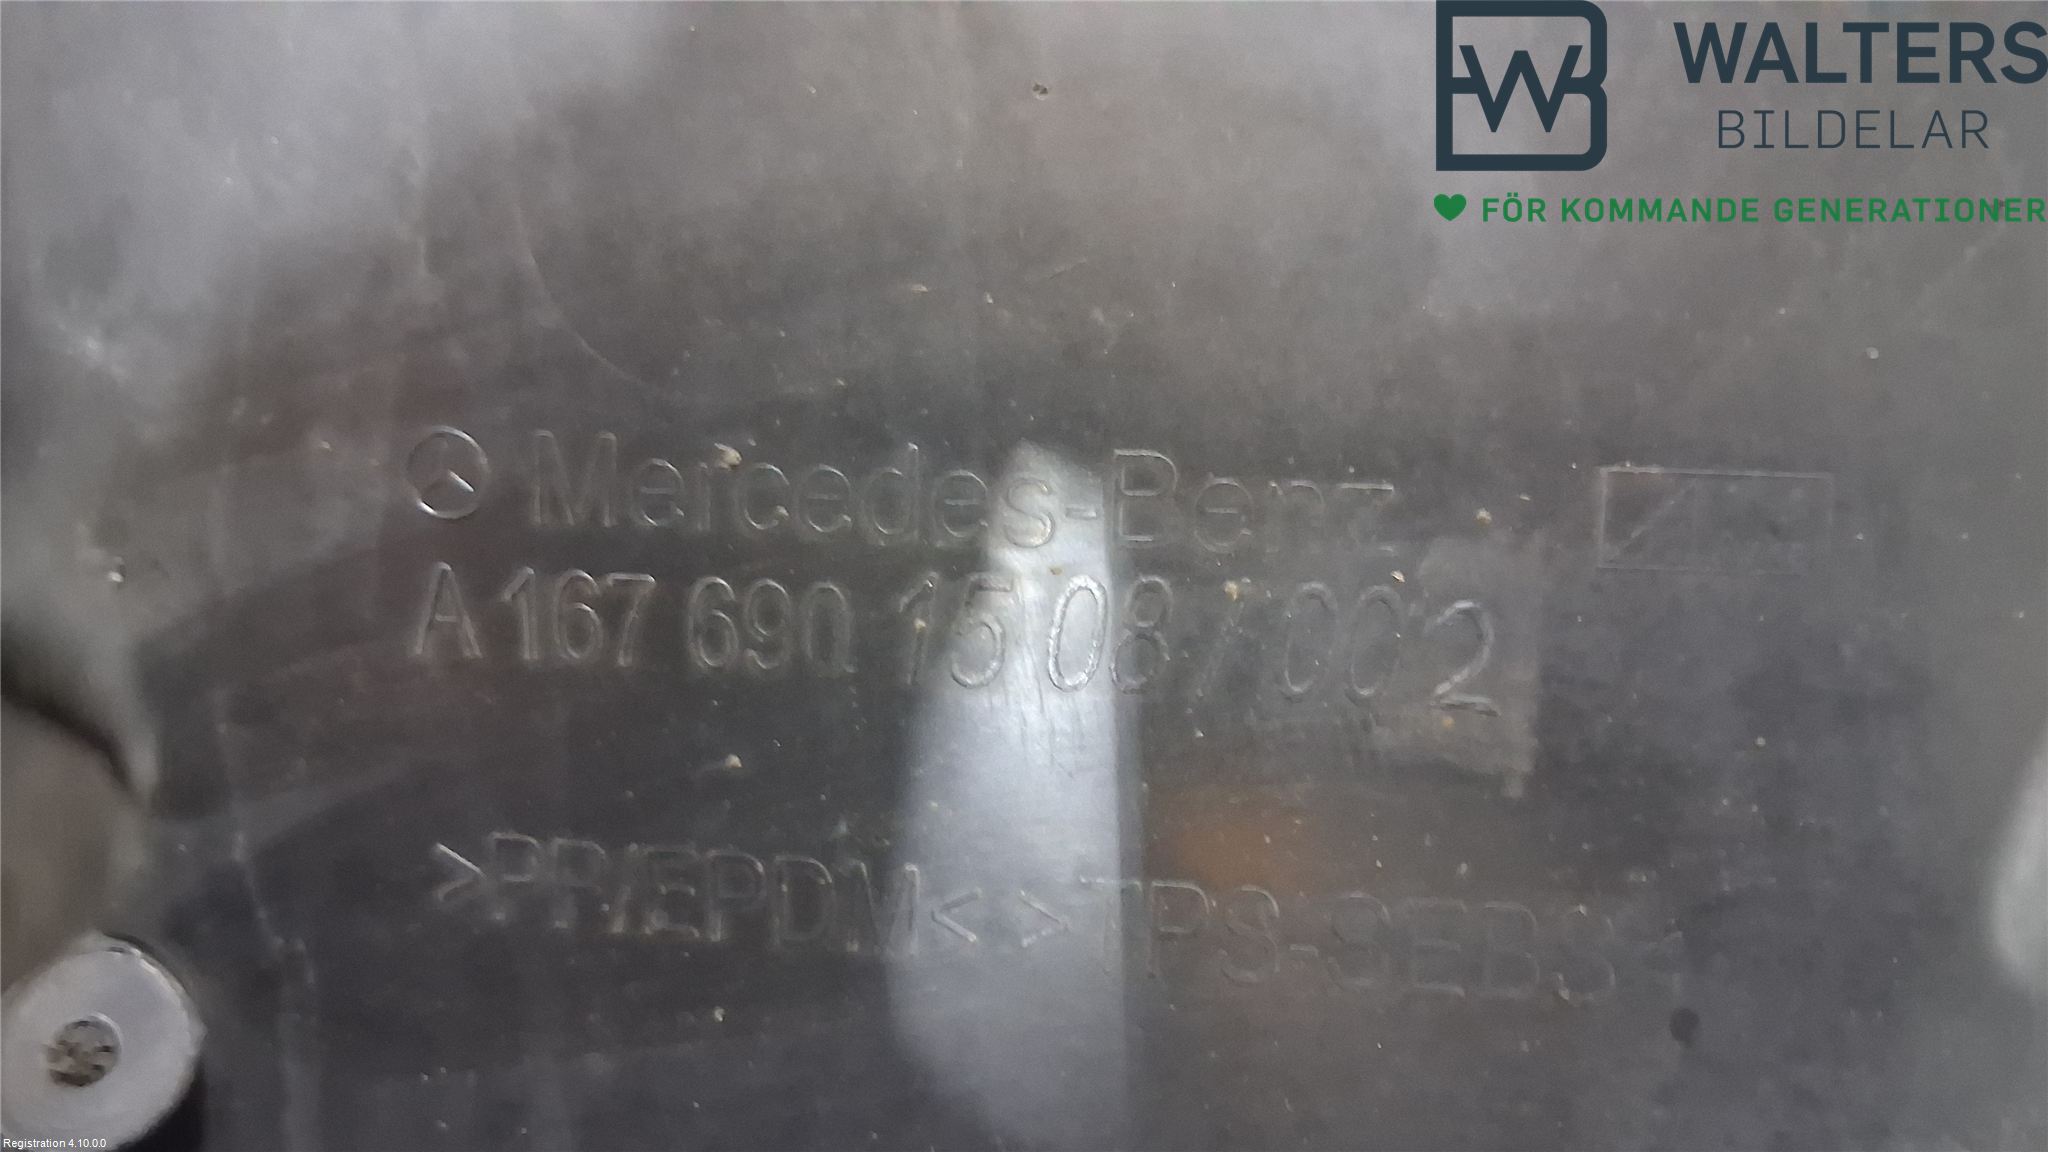 WALTERS
BILDELAR
FÖR KOMMANDE GENERATIONER
Mercedes-Benz
A 167 690 15 08 / 002
>PP/EPDM< >TPS-SEBS<
Registration 4.10.0.0